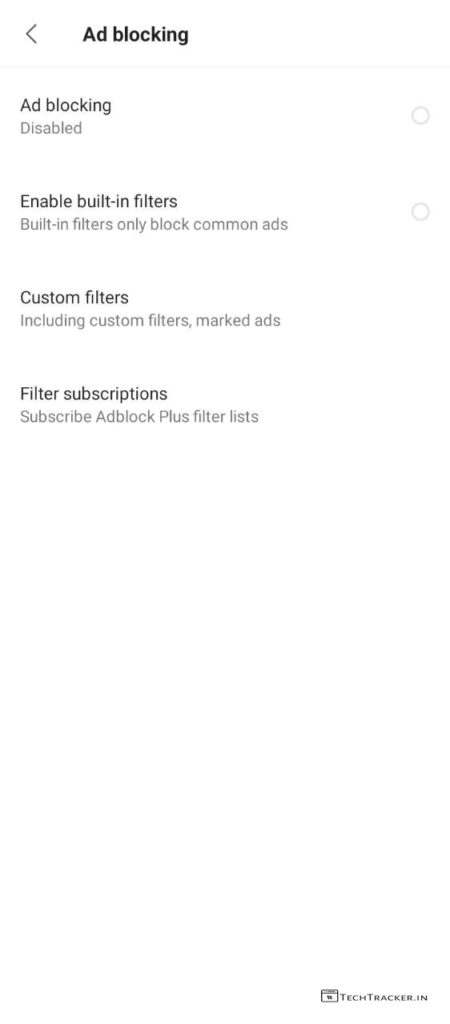 Ad blocking
Ad blocking
Disabled
Enable built-in filters
Built-in filters only block common ads
Custom filters
Including custom filters, marked ads
Filter subscriptions
Subscribe Adblock Plus filter lists
TechTracker.in